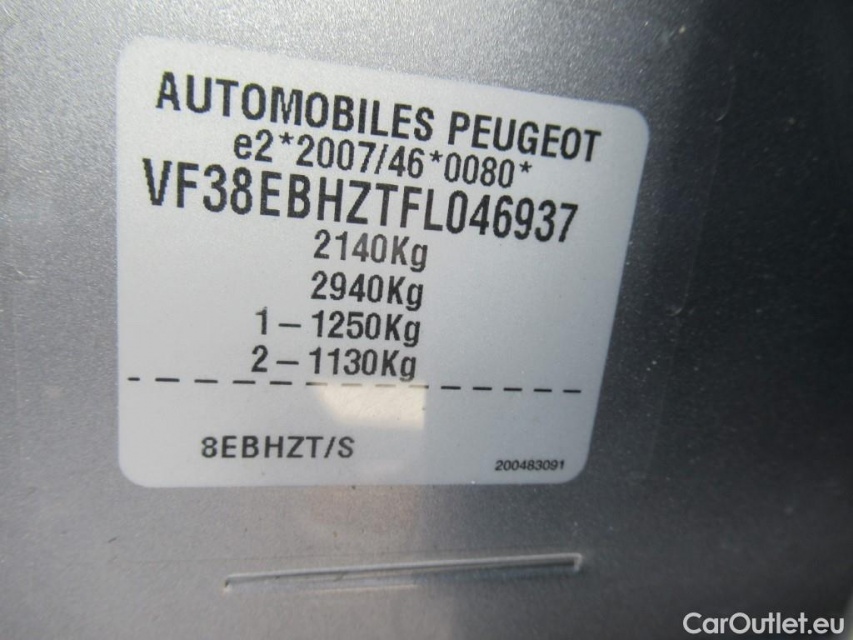 AUTOMOBILES PEUGEOT
e2*2007/46*0080*
VF38EBHZTFL046937
2140Kg
2940Kg
1-1250Kg
2-1130Kg
8EBHZT/S
200483091
CarOutlet.eu